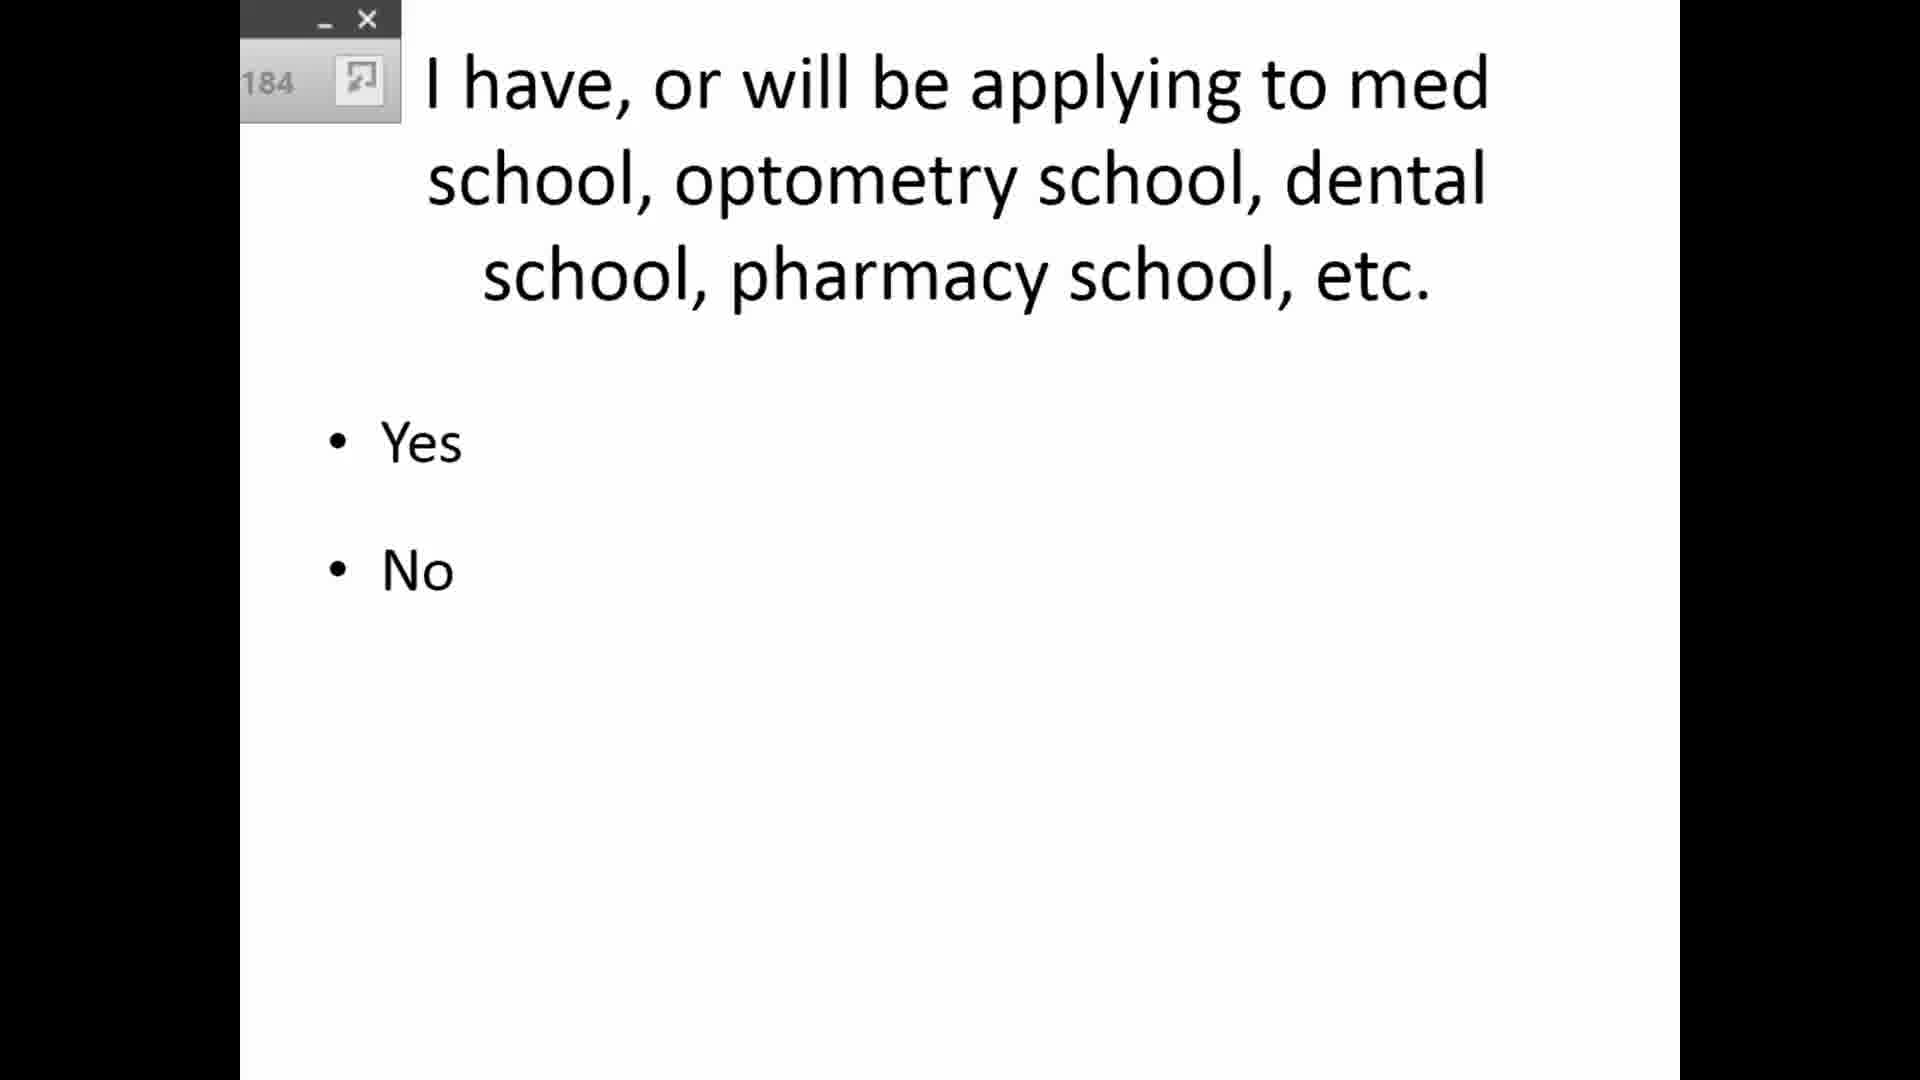 184
I have, or will be applying to med
school, optometry school, dental
school, pharmacy school, etc.
• Yes
• No